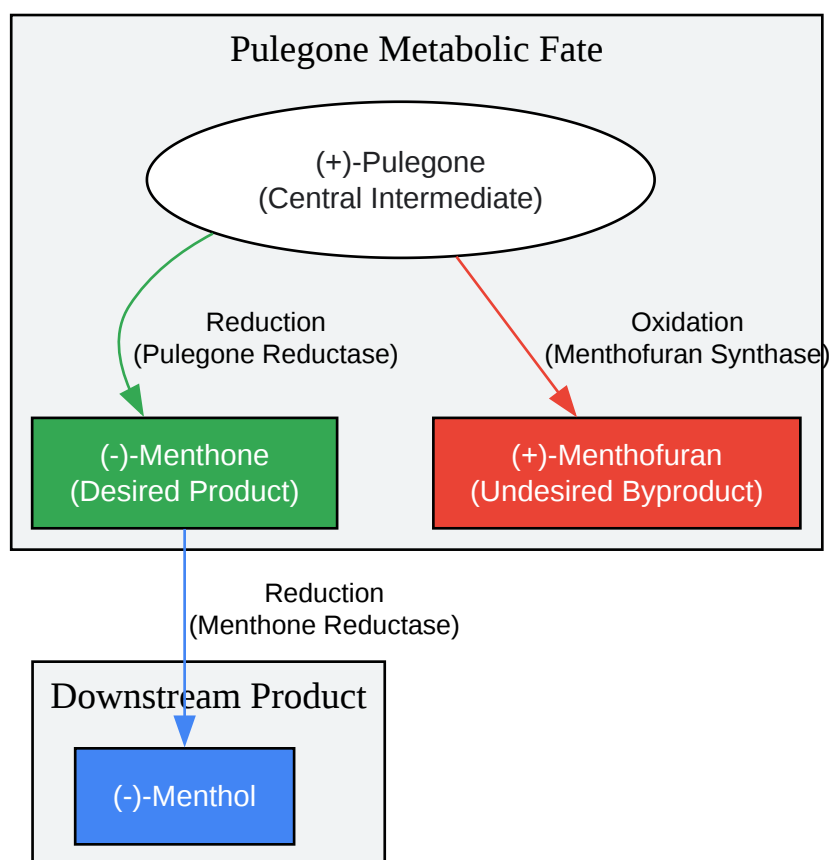 Pulegone Metabolic Fate
(+)-Pulegone
(Central Intermediate)
Reduction
(Pulegone Reductase)
Oxidation
(Menthofuran Synthase)
(-)-Menthone
(Desired Product)
(+)-Menthofuran
(Undesired Byproduct)
Reduction
(Menthone Reductase)
Downstream Product
(-)-Menthol